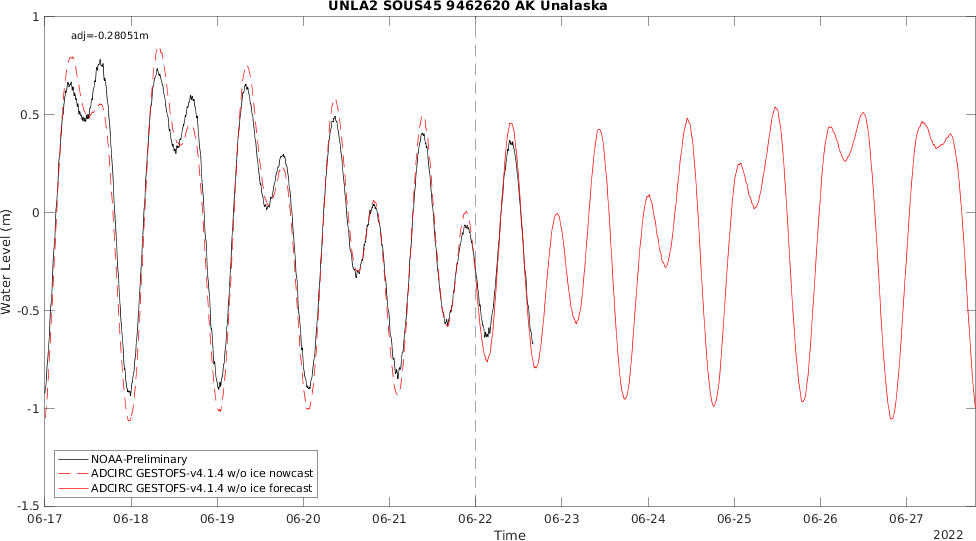 UNLA2 SOUS45 9462620 AK Unalaska
1
adj=-0.28051m
0.5
0
-0.5
-1
-1.5
Water Level (m)
NOAA-Preliminary
ADCIRC GESTOFS-v4.1.4 w/o ice nowcast
ADCIRC GESTOFS-v4.1.4 w/o ice forecast
06-17 06-18 06-19 06-20 06-21 06-22 06-23 06-24 06-25 06-26 06-27
Time
2022